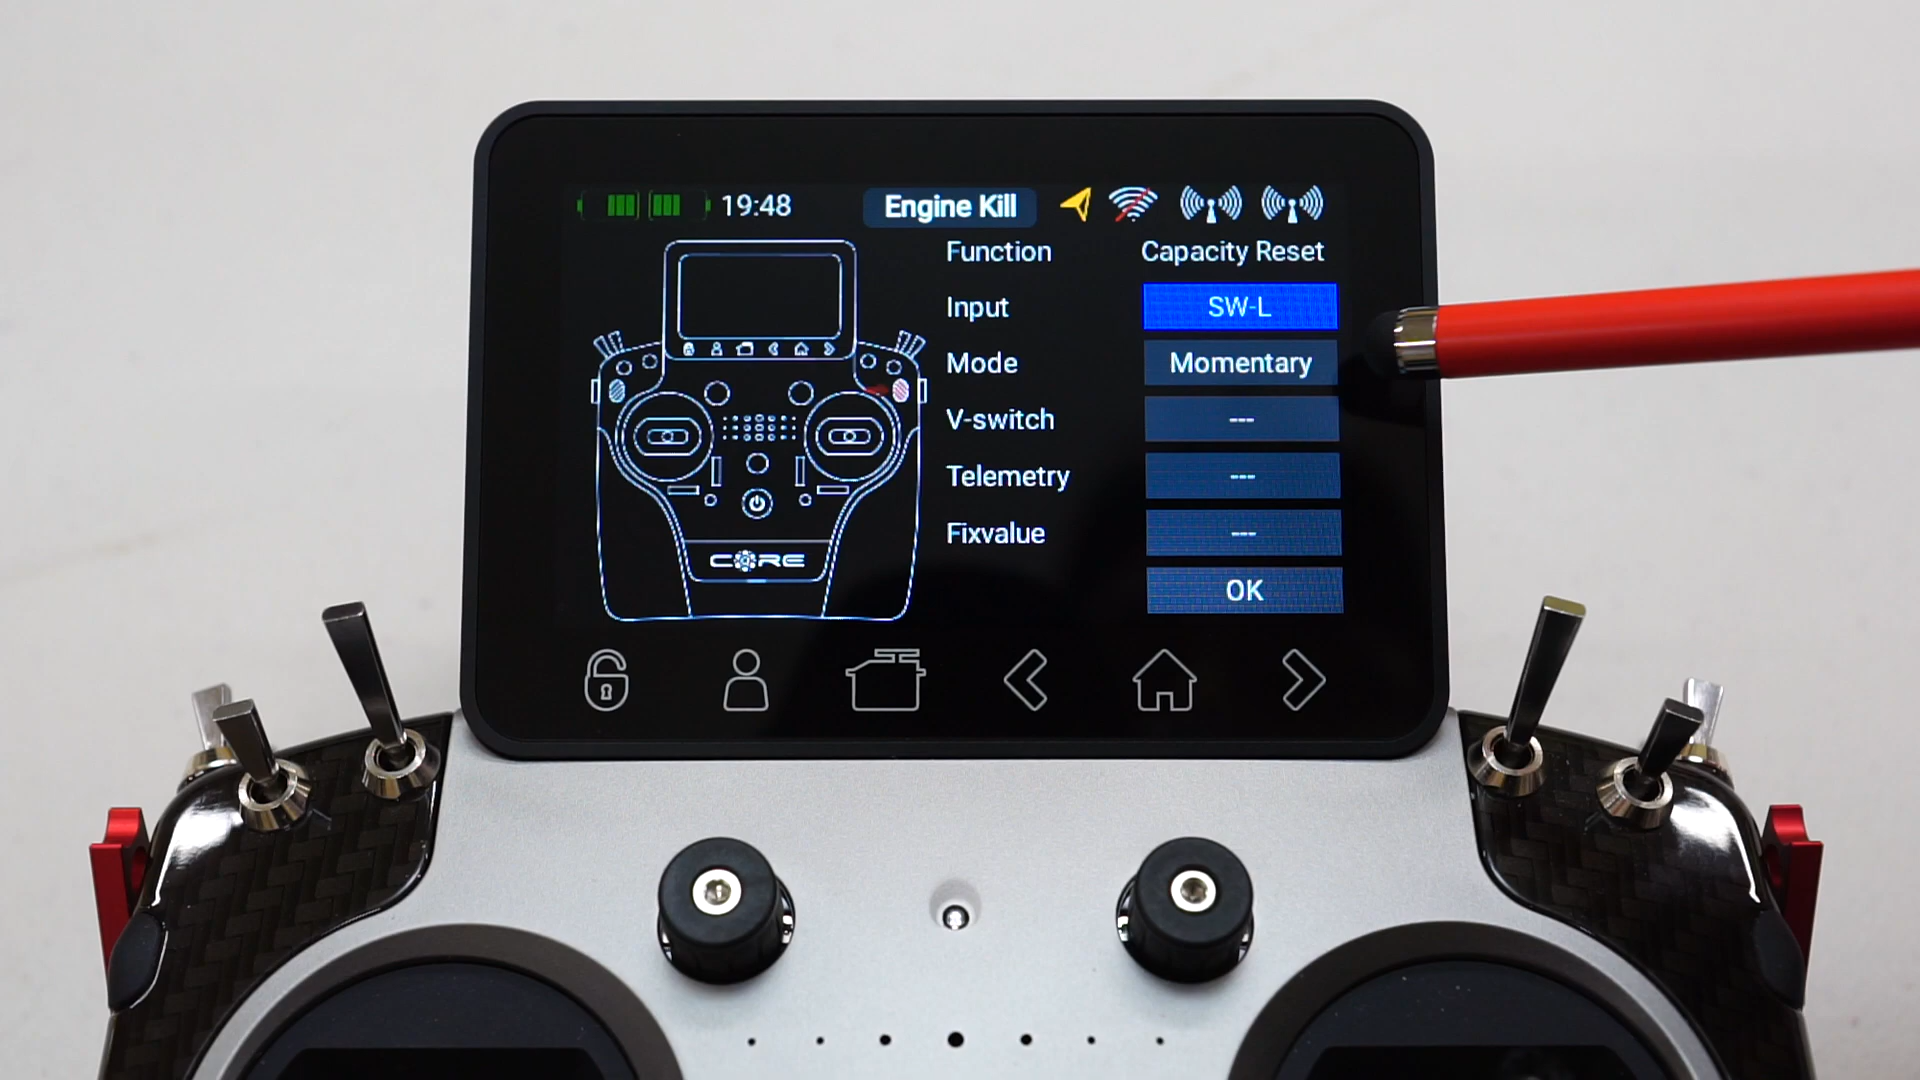 19:48 Engine Kill
Function Capacity Reset
Input SW-L
Mode Momentary
V-switch ---
Telemetry ---
Fixvalue ---
OK
CORE